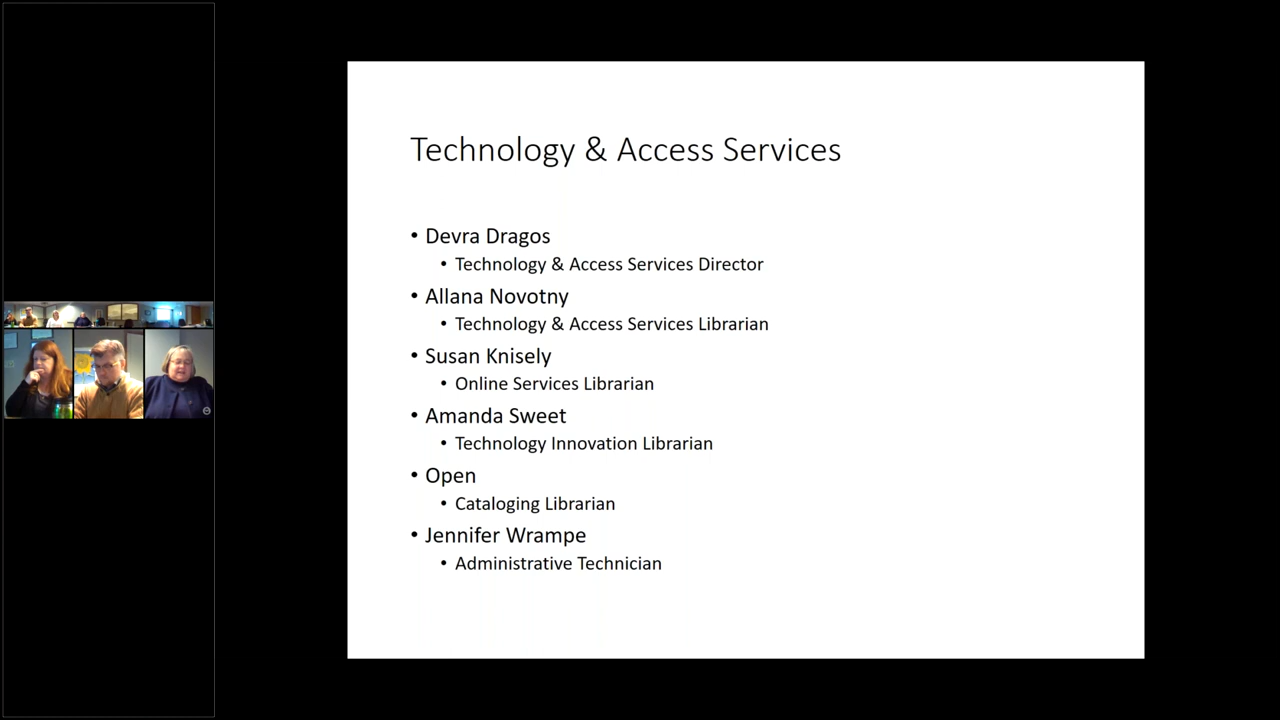 Technology & Access Services
• Devra Dragos
• Technology & Access Services Director
• Allana Novotny
• Technology & Access Services Librarian
• Susan Knisely
• Online Services Librarian
• Amanda Sweet
• Technology Innovation Librarian
• Open
• Cataloging Librarian
• Jennifer Wrampe
• Administrative Technician